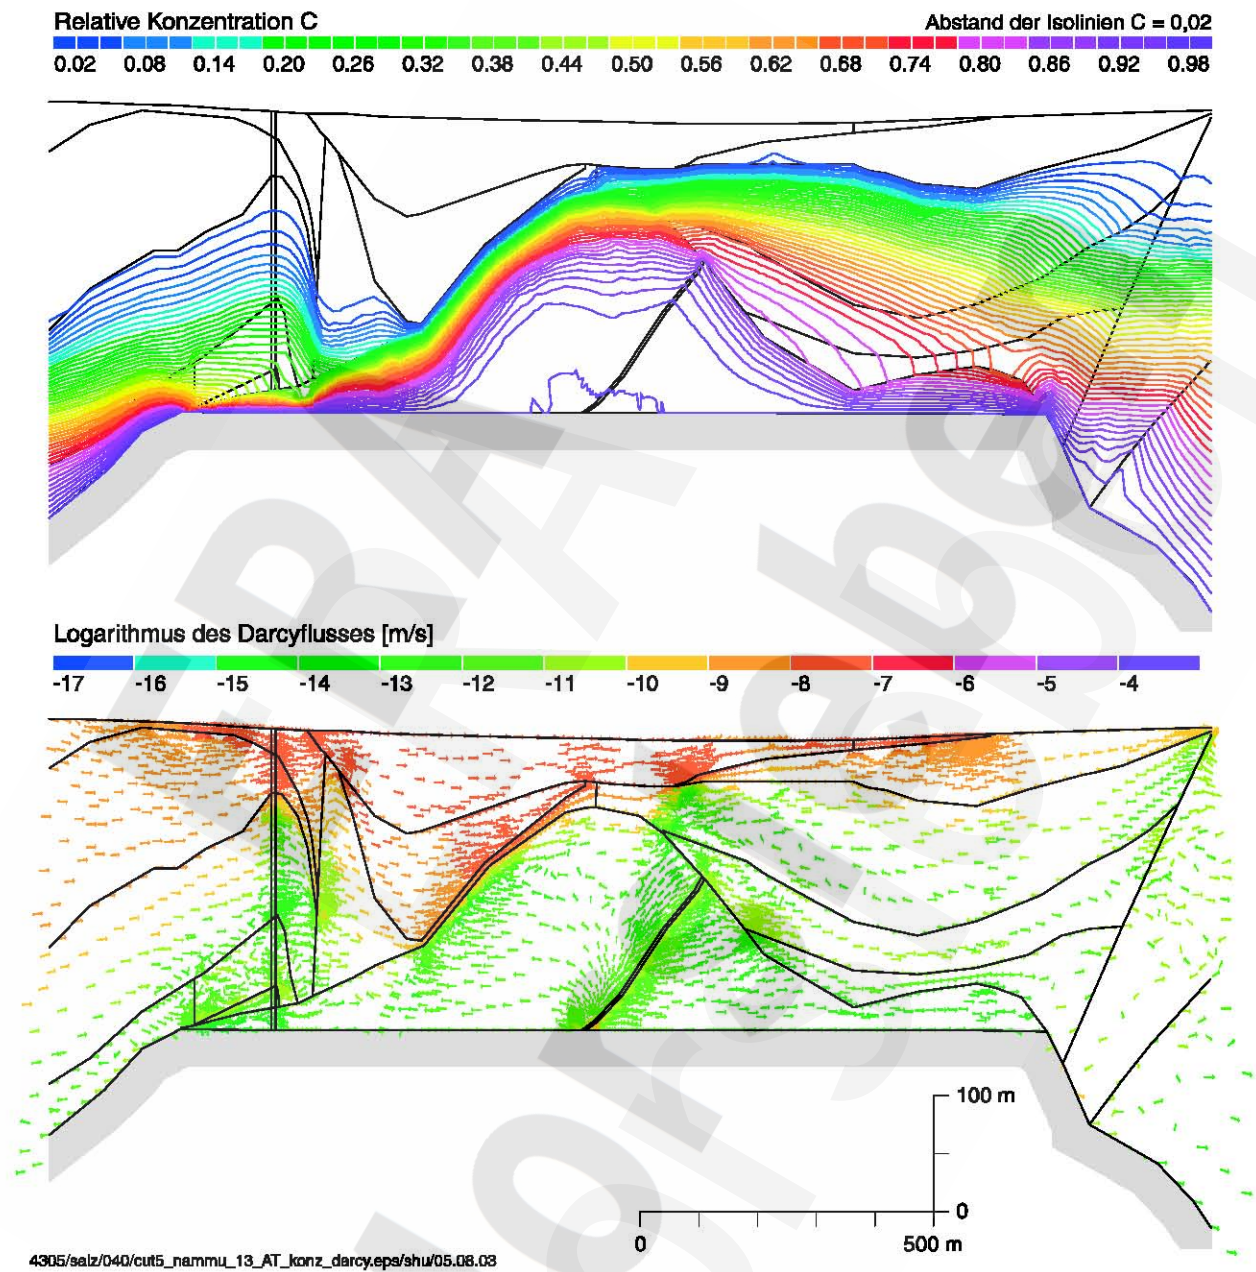 Relative Konzentration C
Abstand der Isolinien C = 0,02
0.02 0.08 0.14 0.20 0.26 0.32 0.38 0.44 0.50 0.56 0.62 0.68 0.74 0.80 0.86 0.92 0.98
Logarithmus des Darcyflusses [m/s]
-17 -16 -15 -14 -13 -12 -11 -10 -9 -8 -7 -6 -5 -4
100 m
0
0 500 m
4305/salz/040/cut5_nammu_13_AT_konz_darcy.eps/shu/05.08.03